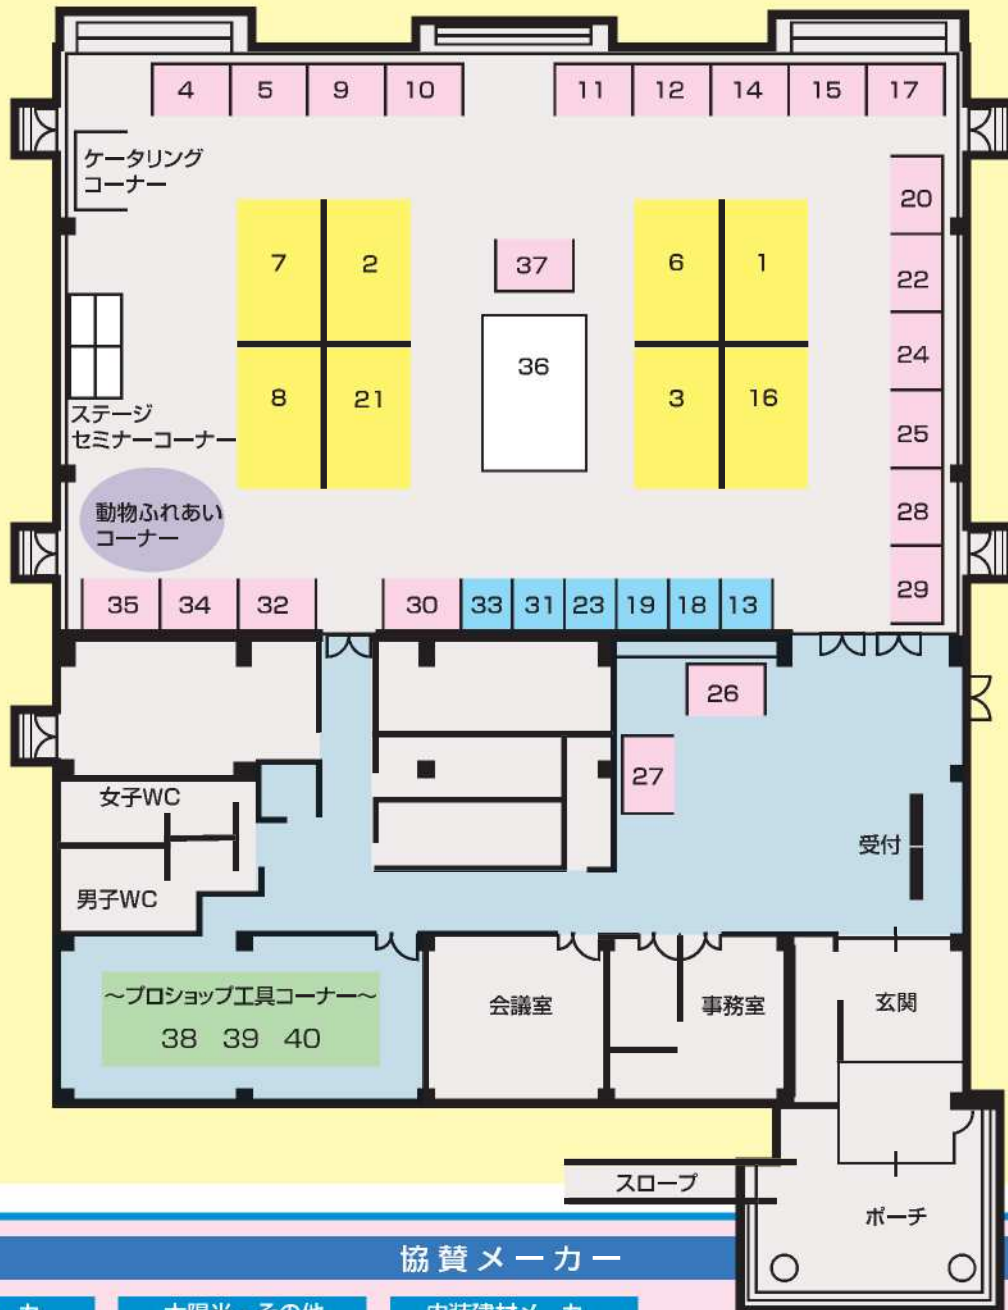 4 5 9 10 11 12 14 15 17
ケータリング
コーナー
20
7 2 37 6 1
22
24
36
8 21 3 16
ステージ
セミナーコーナー
25
動物ふれあい
コーナー
28
29
35 34 32 30 33 31 23 19 18 13
26
27
女子WC
受付
男子WC
～プロショップ工具コーナー～
38 39 40
会議室
事務室
玄関
スロープ
ポーチ
協賛メーカー
太陽光・その他
内装建材メーカー